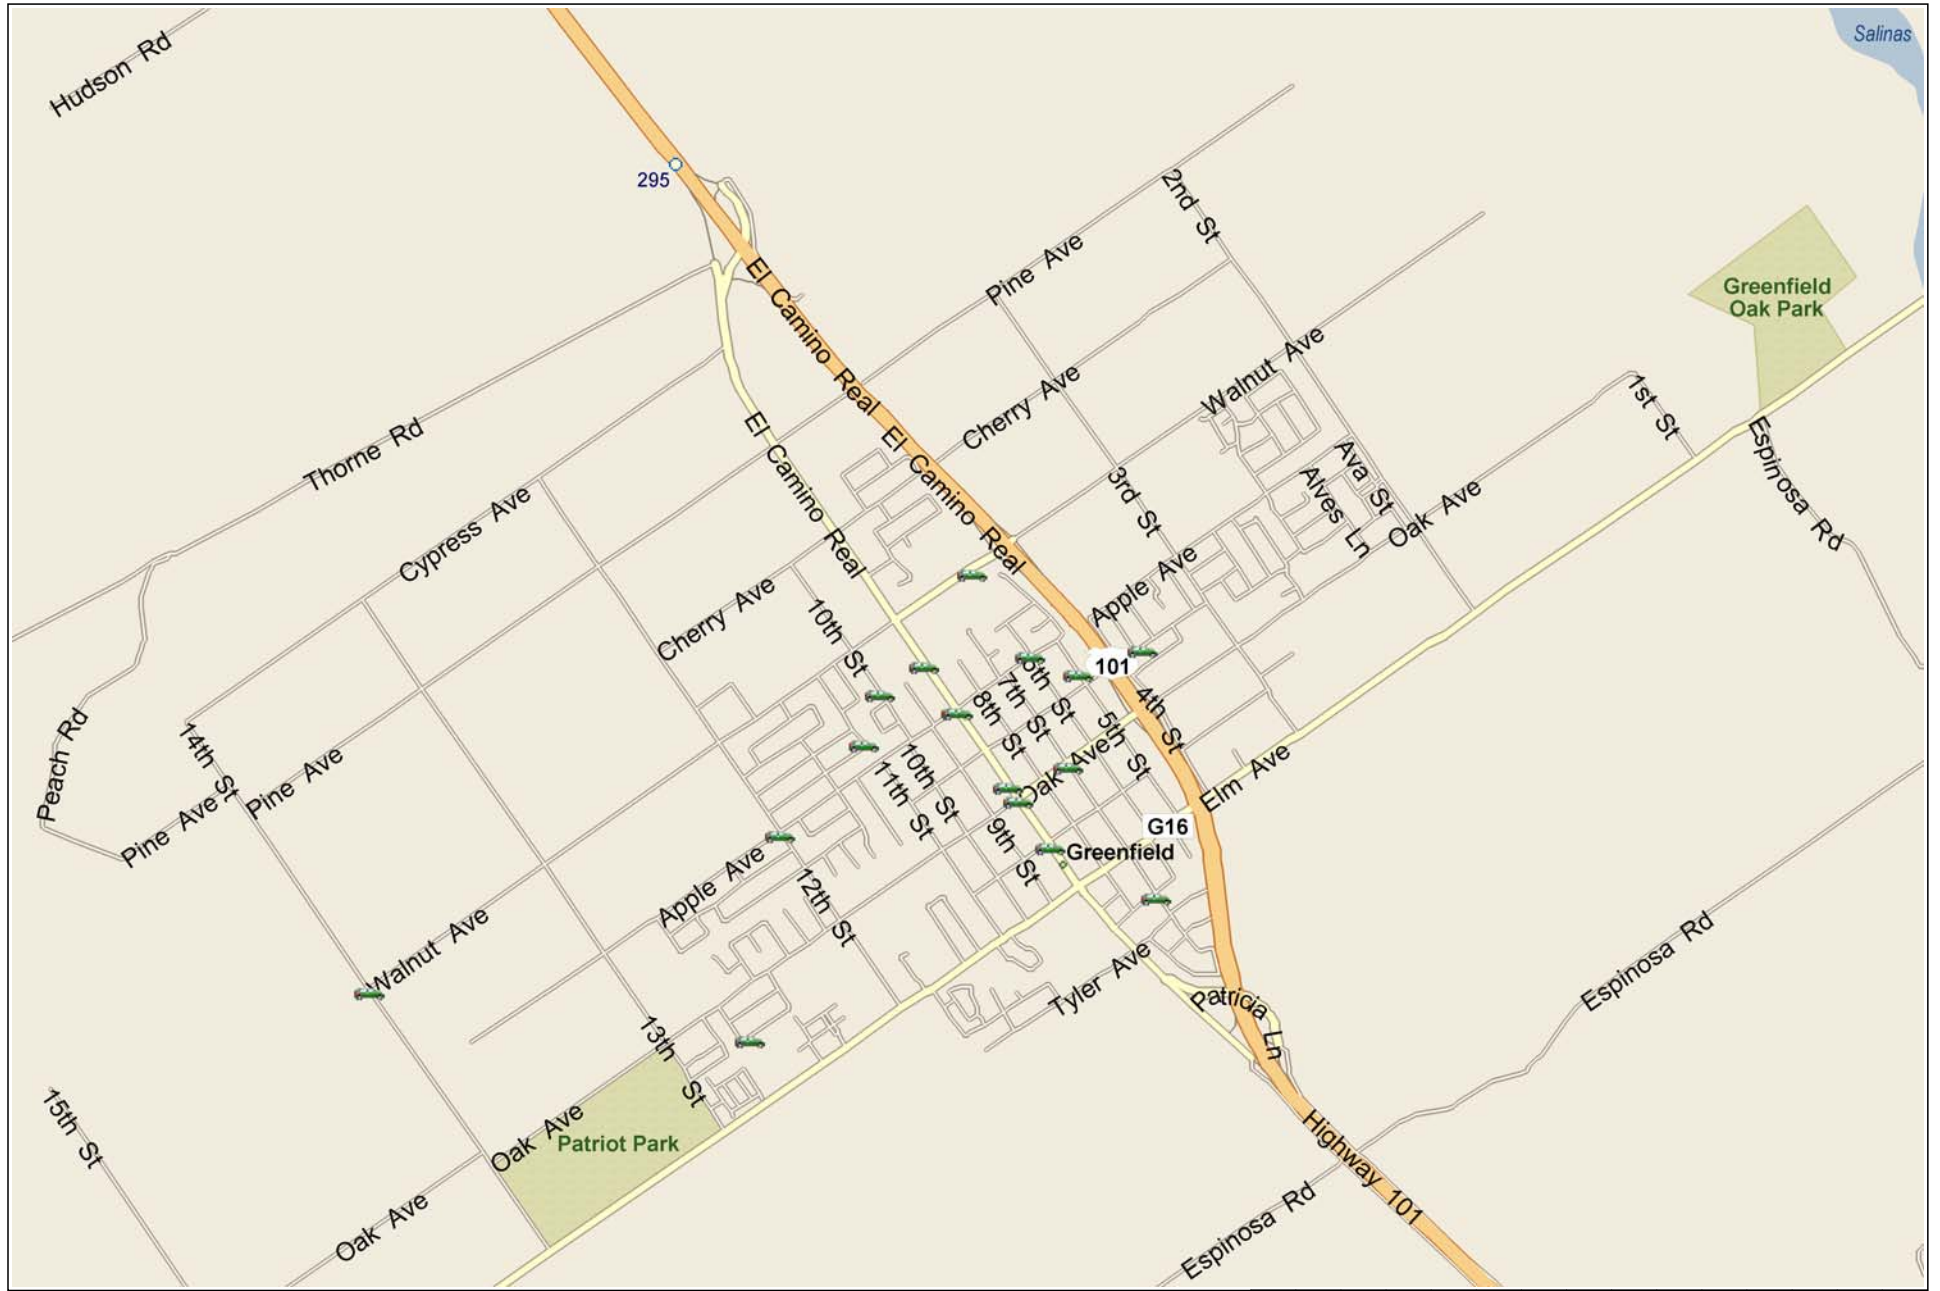 Hudson Rd
Salinas
295
2nd St
Pine Ave
Greenfield
Oak Park
El Camino Real
Cherry Ave
Walnut Ave
1st St
Thorne Rd
El Camino Real
El Camino Real
Espinosa Rd
Ava St
3rd St
Alves Ln
Oak Ave
Cypress Ave
Apple Ave
Cherry Ave
10th St
101
6th St
7th St
8th St
4th St
5th St
Peach Rd
14th St
Pine Ave
Pine Ave
10th St
11th St
Oak Ave
Elm Ave
G16
Greenfield
9th St
Apple Ave
12th St
Walnut Ave
Tyler Ave
Patricia Ln
Espinosa Rd
13th St
15th St
Oak Ave
Patriot Park
Highway 101
Oak Ave
Espinosa Rd